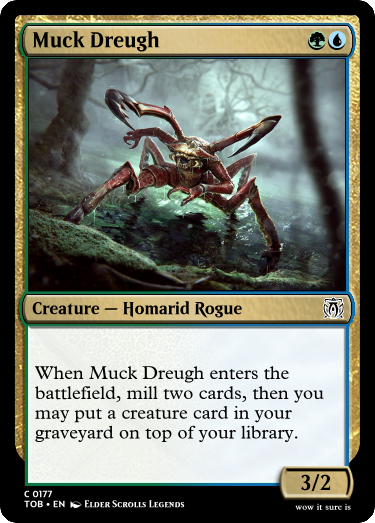 Muck Dreugh
Creature — Homarid Rogue
When Muck Dreugh enters the
battlefield, mill two cards, then you
may put a creature card in your
graveyard on top of your library.
3/2
C 0177
TOB • EN Elder Scrolls Legends
wow it sure is